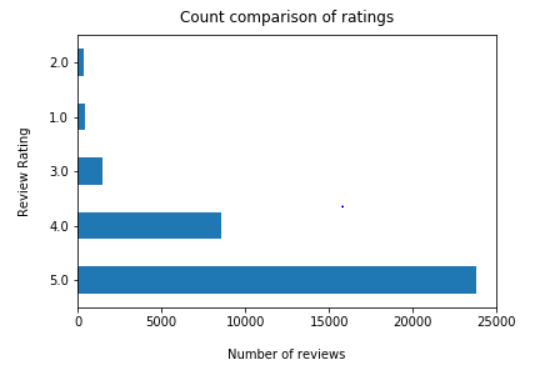 Count comparison of ratings
2.0
1.0
3.0
4.0
5.0
Review Rating
0 5000 10000 15000 20000 25000
Number of reviews